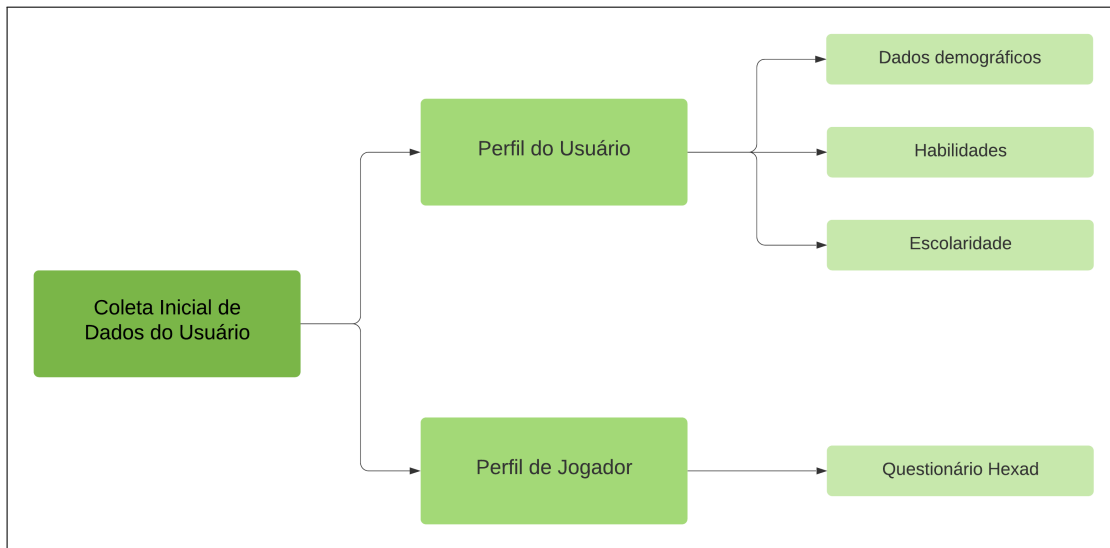 Coleta Inicial de
Dados do Usuário
Perfil do Usuário
Dados demográficos
Habilidades
Escolaridade
Perfil de Jogador
Questionário Hexad